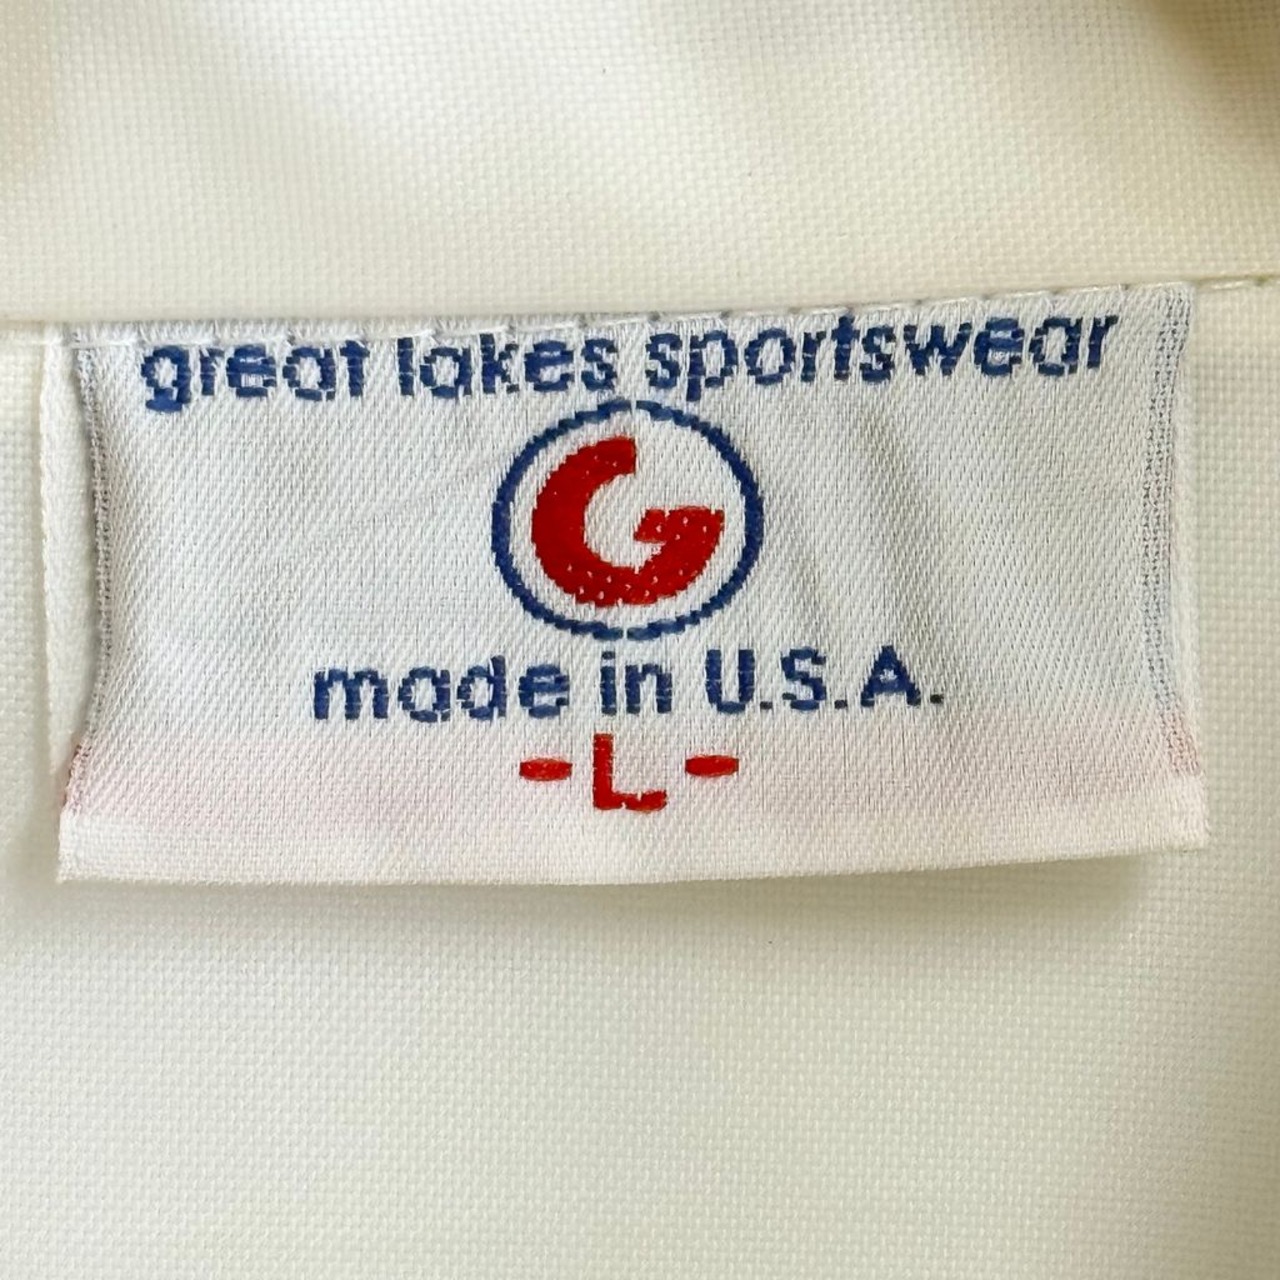 great lakes sportswear
G
made in U.S.A.
-L-